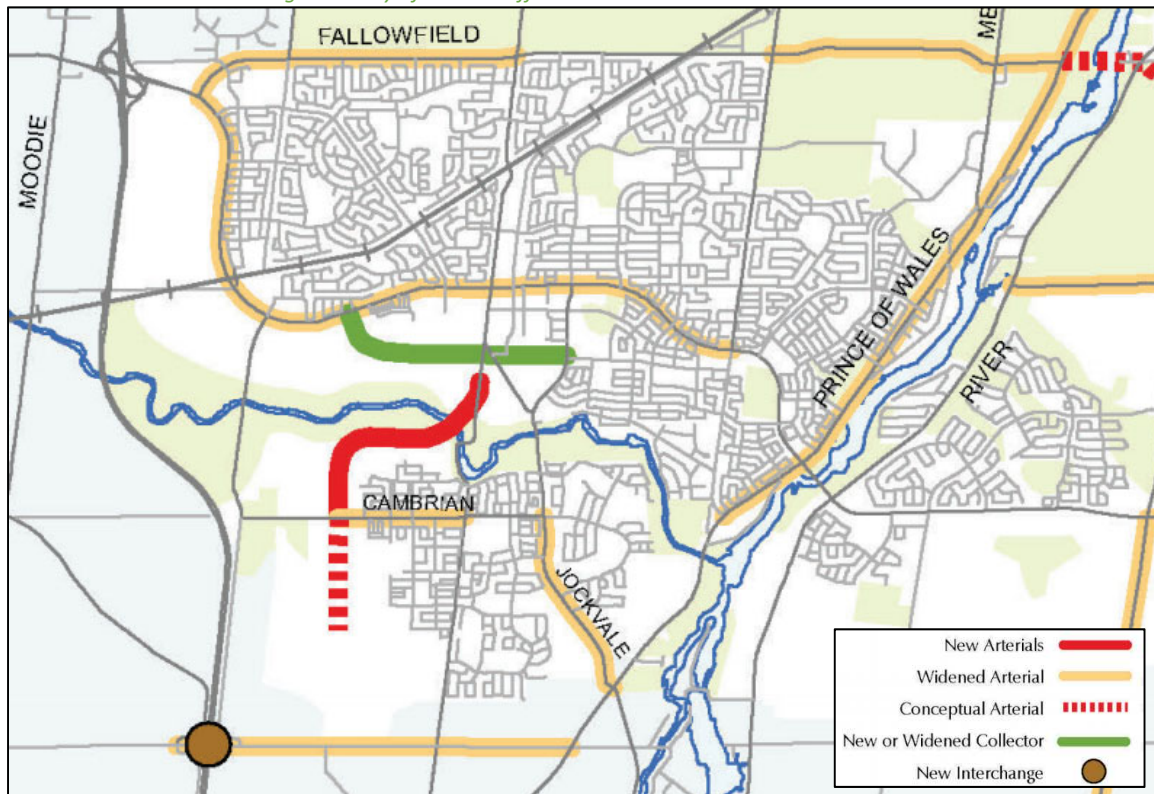 FALLOWFIELD
MOODIE
PRINCE OF WALES
RIVER
CAMBRIAN
JOCKVALE
New Arterials
Widened Arterial
Conceptual Arterial
New or Widened Collector
New Interchange